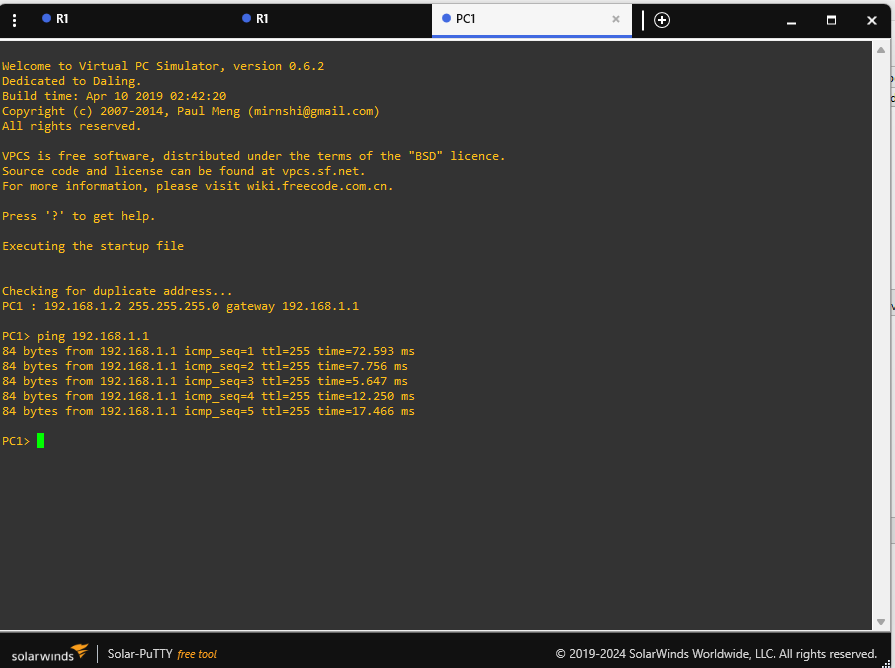 R1
R1
PC1
Welcome to Virtual PC Simulator, version 0.6.2
Dedicated to Daling.
Build time: Apr 10 2019 02:42:20
Copyright (c) 2007-2014, Paul Meng (mirnshi@gmail.com)
All rights reserved.
VPCS is free software, distributed under the terms of the "BSD" licence.
Source code and license can be found at vpcs.sf.net.
For more information, please visit wiki.freecode.com.cn.
Press '?' to get help.
Executing the startup file
Checking for duplicate address...
PC1 : 192.168.1.2 255.255.255.0 gateway 192.168.1.1
PC1> ping 192.168.1.1
84 bytes from 192.168.1.1 icmp_seq=1 ttl=255 time=72.593 ms
84 bytes from 192.168.1.1 icmp_seq=2 ttl=255 time=7.756 ms
84 bytes from 192.168.1.1 icmp_seq=3 ttl=255 time=5.647 ms
84 bytes from 192.168.1.1 icmp_seq=4 ttl=255 time=12.250 ms
84 bytes from 192.168.1.1 icmp_seq=5 ttl=255 time=17.466 ms
PC1>
solarwinds
Solar-PuTTY free tool
© 2019-2024 SolarWinds Worldwide, LLC. All rights reserved.